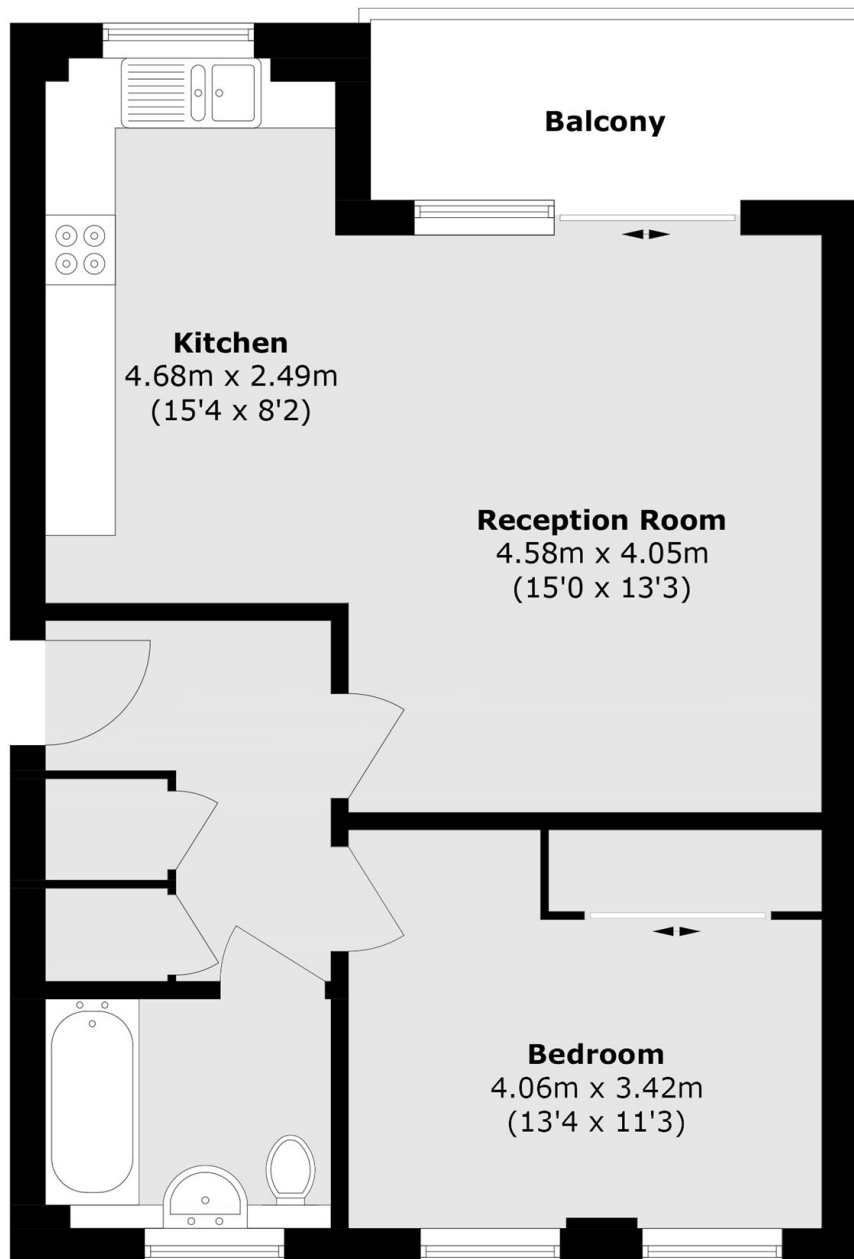 Balcony
Kitchen
4.68m x 2.49m
(15'4 x 8'2)
Reception Room
4.58m x 4.05m
(15'0 x 13'3)
Bedroom
4.06m x 3.42m
(13'4 x 11'3)